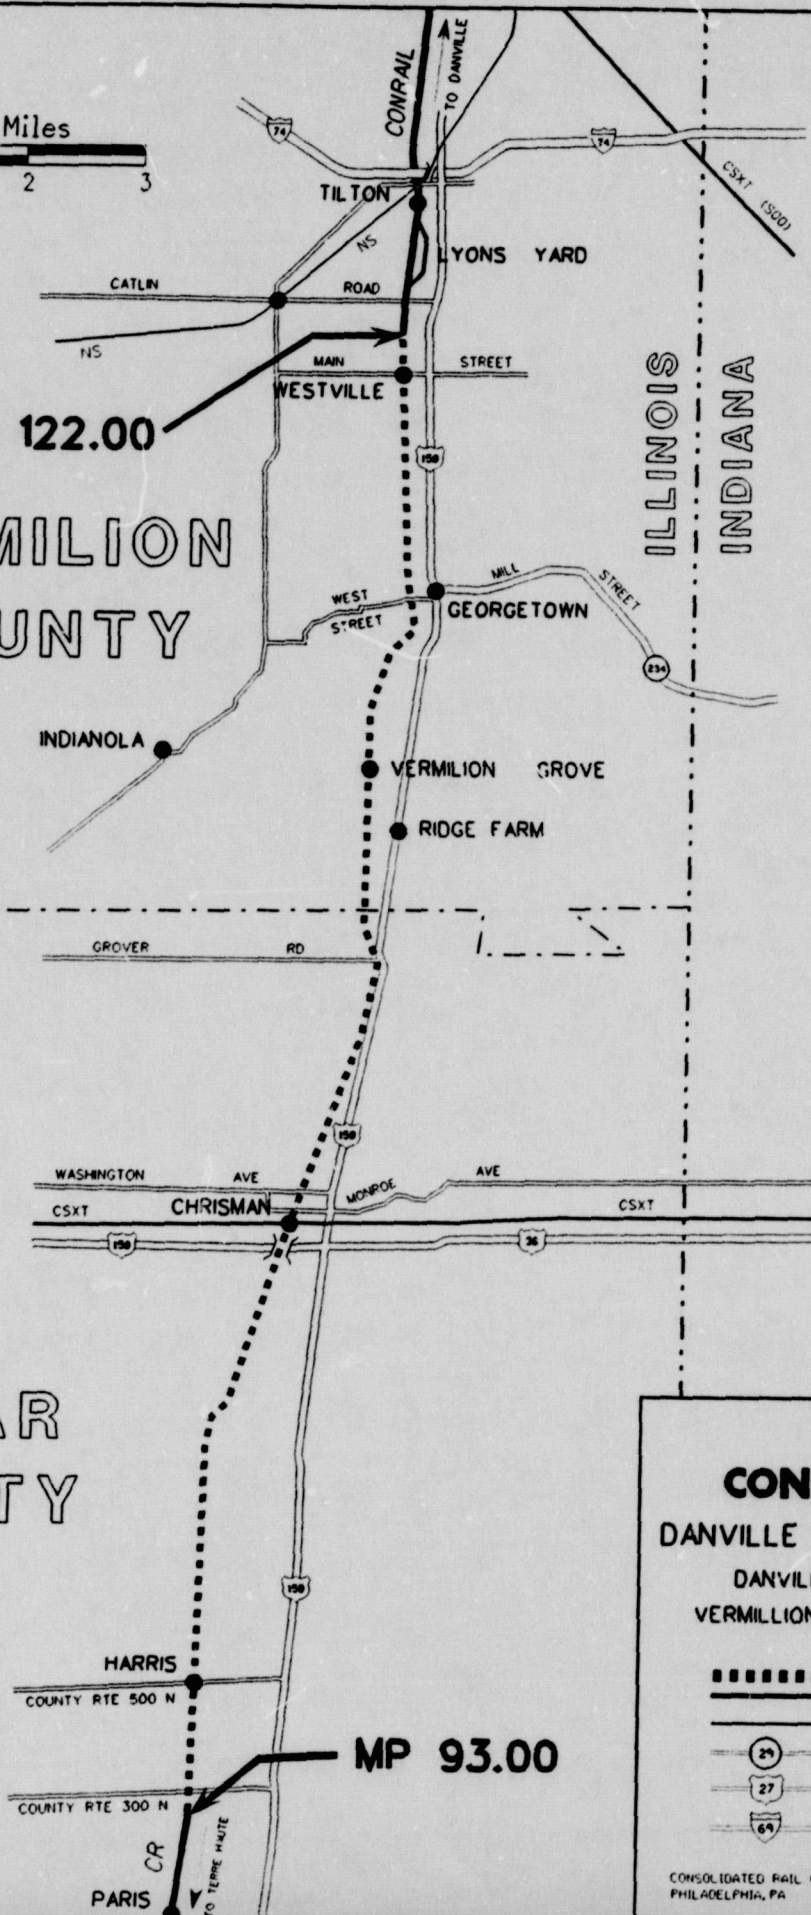 Miles
2 3
CONRAIL
TO DANVILLE
74
74
CSXT (SOO)
TILTON
NS
LYONS YARD
CATLIN ROAD
NS
MAIN STREET
WESTVILLE
122.00
150
ILLINOIS
INDIANA
MILION
UNTY
WEST STREET
MILL STREET
GEORGETOWN
234
INDIANOLA
VERMILION GROVE
RIDGE FARM
GROVER RD
150
WASHINGTON AVE
MONROE AVE
CSXT
CHRISMAN
CSXT
150
36
AR
TY
CON
DANVILLE
DANVIL
VERMILLION
150
HARRIS
COUNTY RTE 500 N
MP 93.00
29
27
69
COUNTY RTE 300 N
CR
TO TERRE HAUTE
PARIS
CONSOLIDATED RAIL
PHILADELPHIA, PA